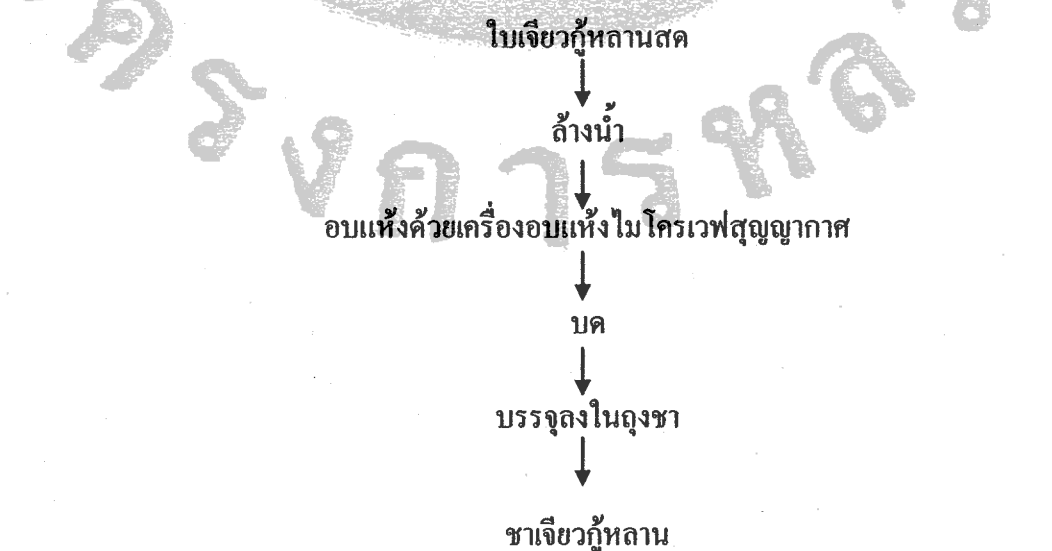 ใบเจียวกู้หลานสด
ล้างน้ำ
อบแห้งด้วยเครื่องอบแห้งไมโครเวฟสุญญากาศ
บด
บรรจุลงในถุงชา
ชาเจียวกู้หลาน